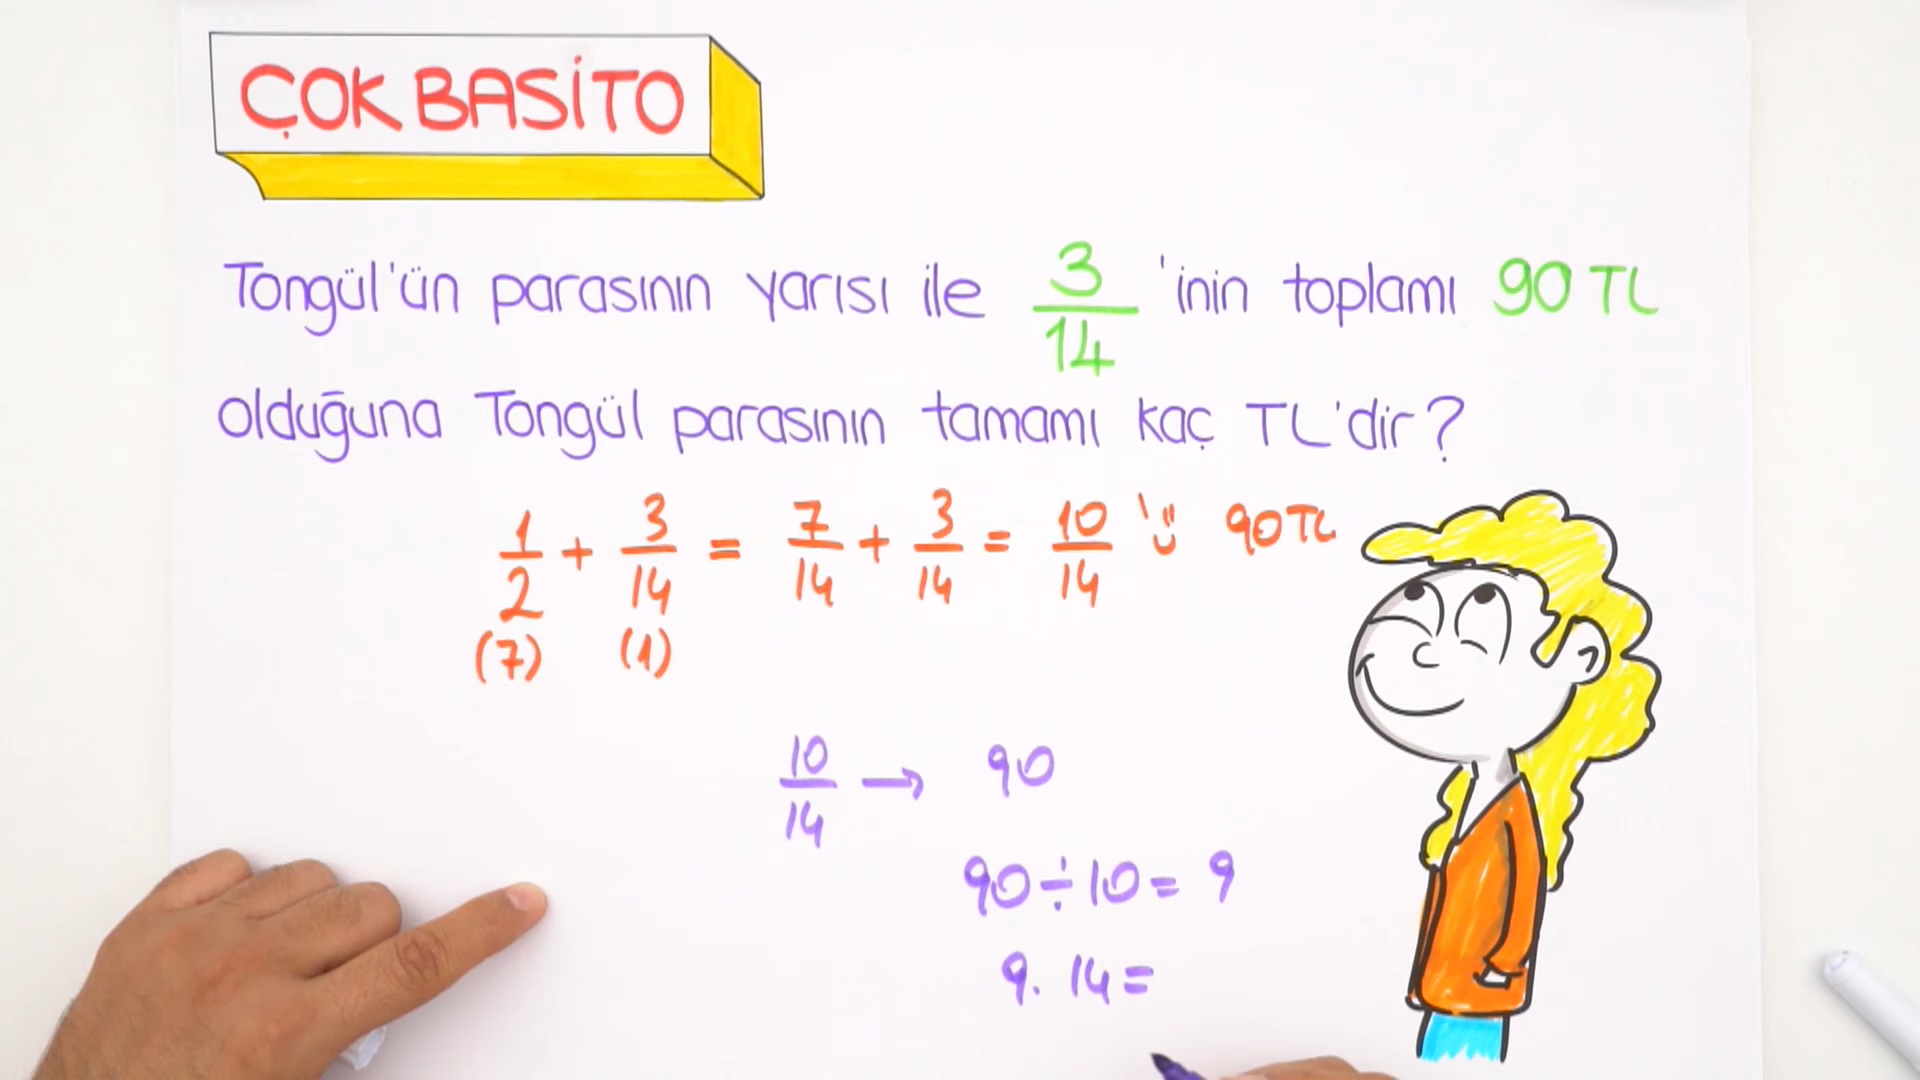 ÇOK BASİTO
Tongül'ün parasının yarısı ile 3/14 'inin toplamı 90 TL
olduğuna Tongül parasının tamamı kaç TL'dir?
1/2 + 3/14 = 7/14 + 3/14 = 10/14 'ü 90 TL
(7) (1)
10/14 → 90
90 ÷ 10 = 9
9. 14 =